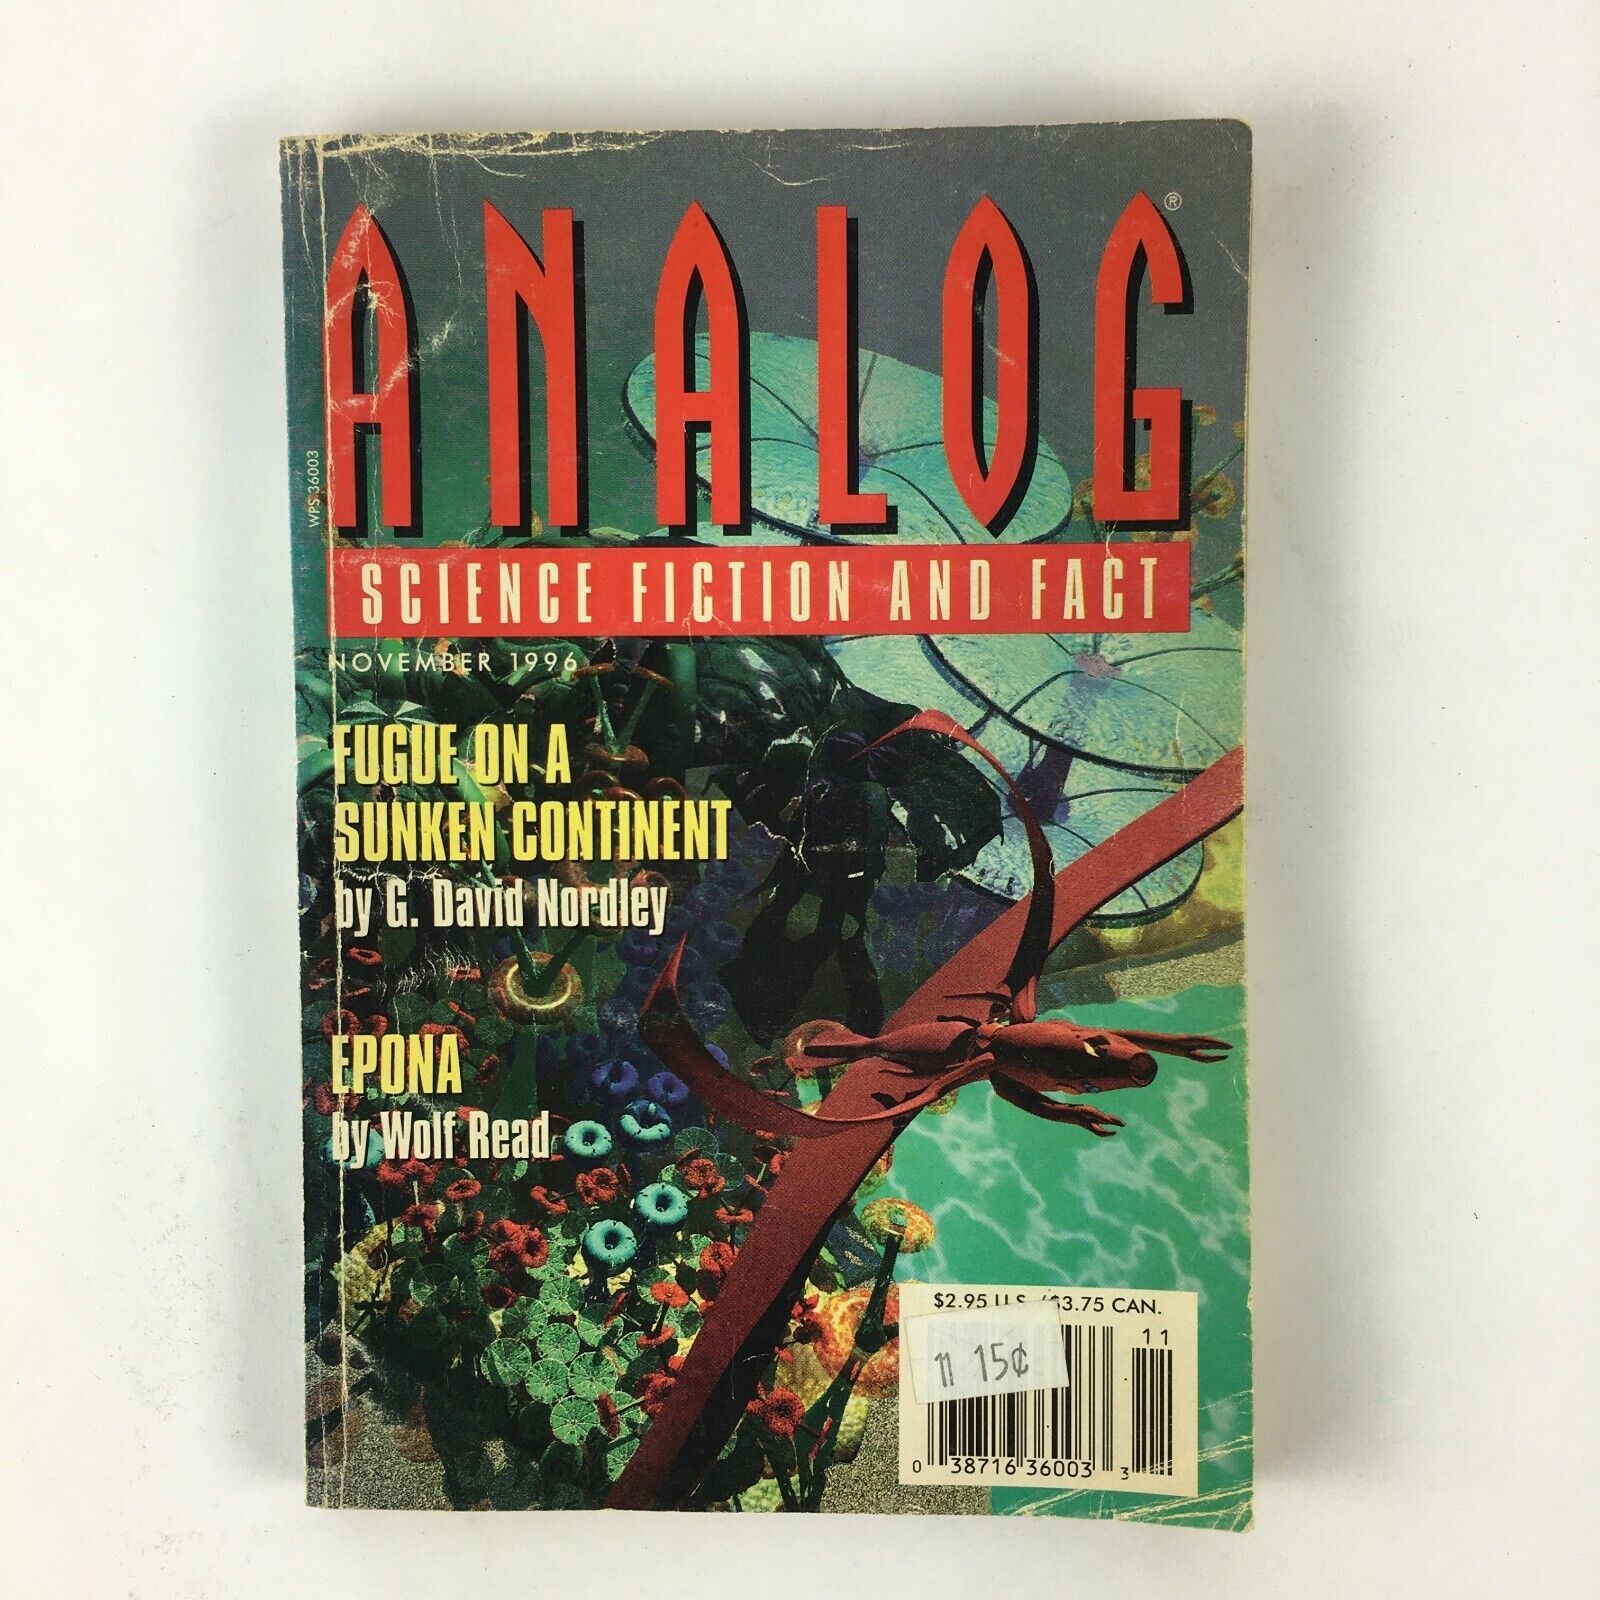 ANALOG®
SCIENCE FICTION AND FACT
WPS 36003
NOVEMBER 1996
FUGUE ON A
SUNKEN CONTINENT
by G. David Nordley
EPONA
by Wolf Read
$2.95 U.S./$3.75 CAN.
11
15¢
0 38716 36003 3